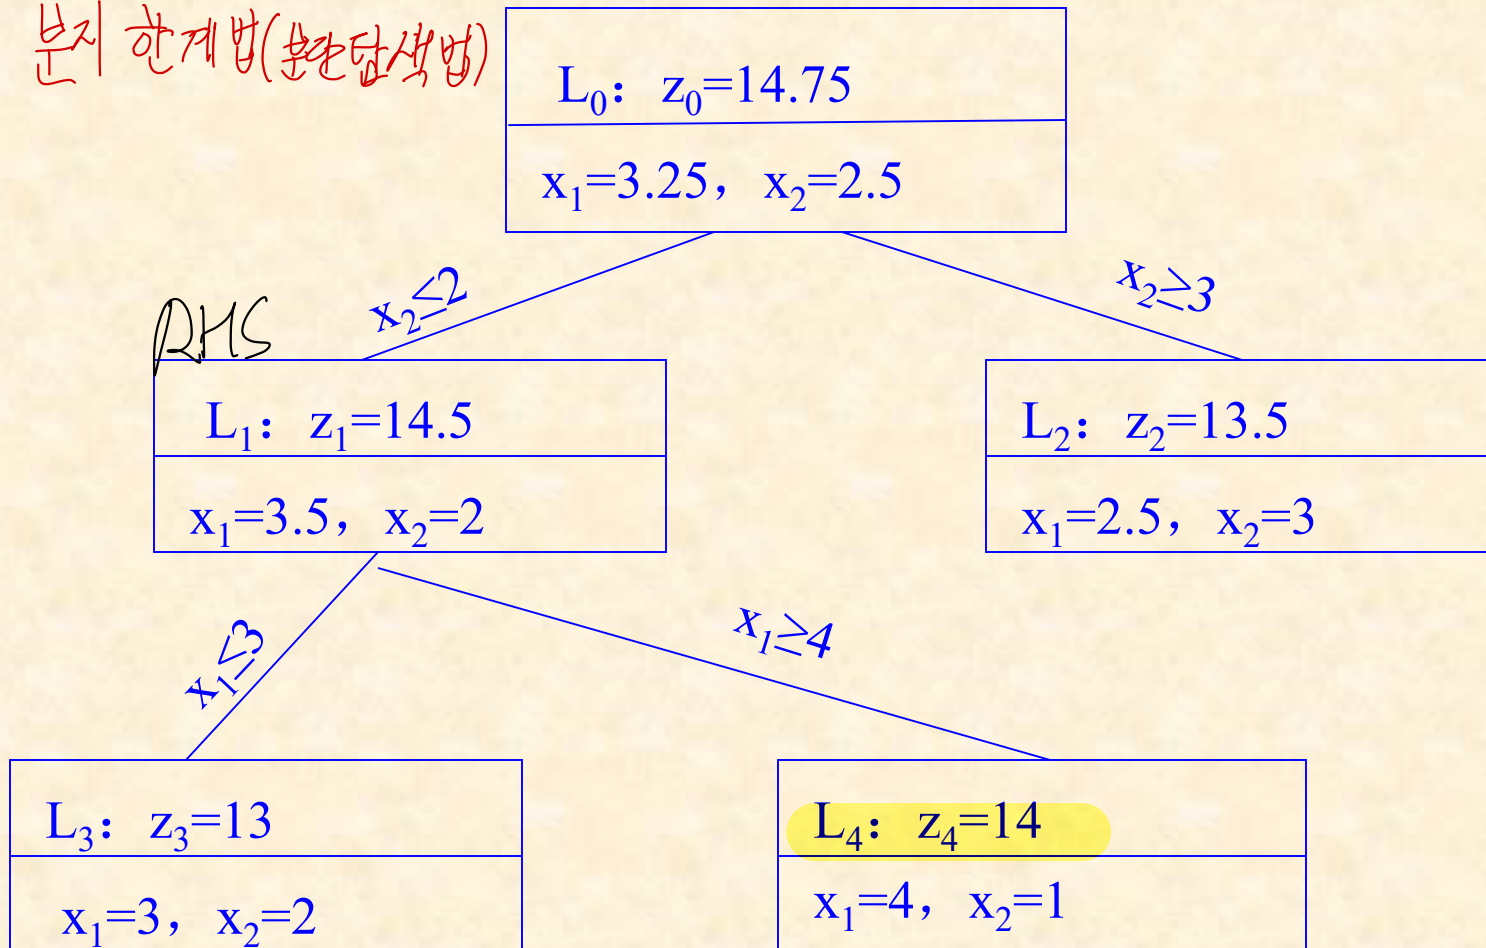 분지 한계법(분단탐색법)
L₀： z₀=14.75
x₁=3.25， x₂=2.5
x₂≤2
x₂≥3
RHS
L₁： z₁=14.5
L₂： z₂=13.5
x₁=3.5， x₂=2
x₁=2.5， x₂=3
x₁≤3
x₁≥4
L₃： z₃=13
L₄： z₄=14
x₁=3， x₂=2
x₁=4， x₂=1